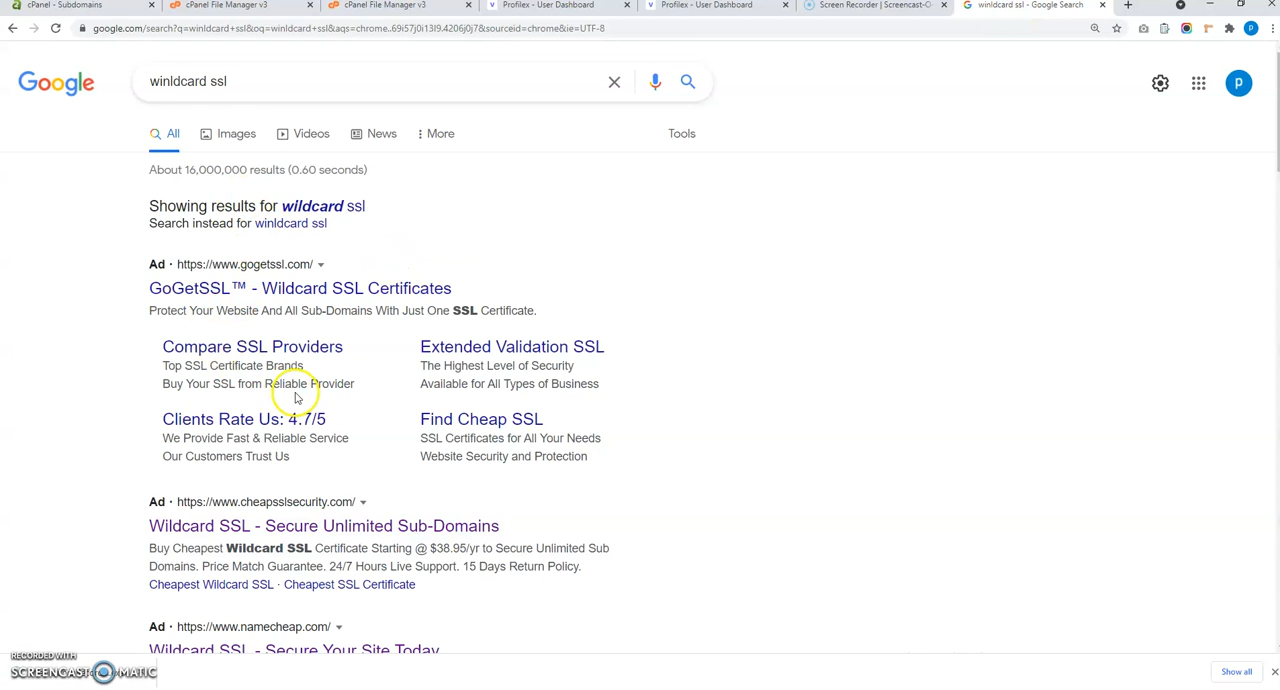 cPanel - Subdomains
cPanel File Manager v3
cPanel File Manager v3
Profilex - User Dashboard
Profilex - User Dashboard
Screen Recorder | Screencast-O
winldcard ssl - Google Search
google.com/search?q=winldcard+ssl&oq=winldcard+ssl&aqs=chrome..69i57j0i13l9.4206j0j7&sourceid=chrome&ie=UTF-8
Google
winldcard ssl
P
All
Images
Videos
News
More
Tools
About 16,000,000 results (0.60 seconds)
Showing results for wildcard ssl
Search instead for winldcard ssl
Ad · https://www.gogetssl.com/
GoGetSSL™ - Wildcard SSL Certificates
Protect Your Website And All Sub-Domains With Just One SSL Certificate.
Compare SSL Providers
Top SSL Certificate Brands
Buy Your SSL from Reliable Provider
Extended Validation SSL
The Highest Level of Security
Available for All Types of Business
Clients Rate Us: 4.7/5
We Provide Fast & Reliable Service
Our Customers Trust Us
Find Cheap SSL
SSL Certificates for All Your Needs
Website Security and Protection
Ad · https://www.cheapsslsecurity.com/
Wildcard SSL - Secure Unlimited Sub-Domains
Buy Cheapest Wildcard SSL Certificate Starting @ $38.95/yr to Secure Unlimited Sub
Domains. Price Match Guarantee. 24/7 Hours Live Support. 15 Days Return Policy.
Cheapest Wildcard SSL · Cheapest SSL Certificate
Ad · https://www.namecheap.com/
Wildcard SSL - Secure Your Site Today
RECORDED WITH
SCREENCAST-O-MATIC
Show all